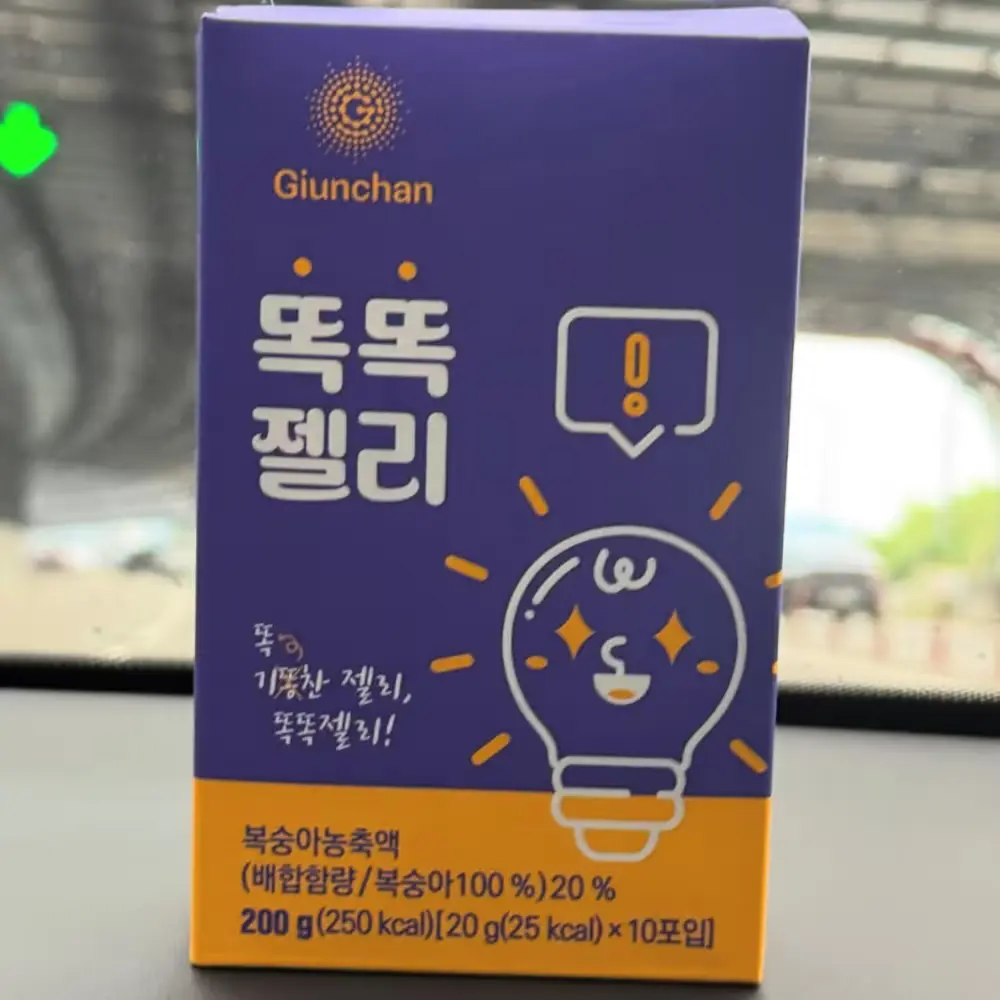 G
Giunchan
똑똑
젤리
!
똑
기똥찬 젤리,
똑똑젤리!
복숭아농축액
(배합함량/복숭아100 %)20 %
200 g(250 kcal)[20 g(25 kcal)×10포입]